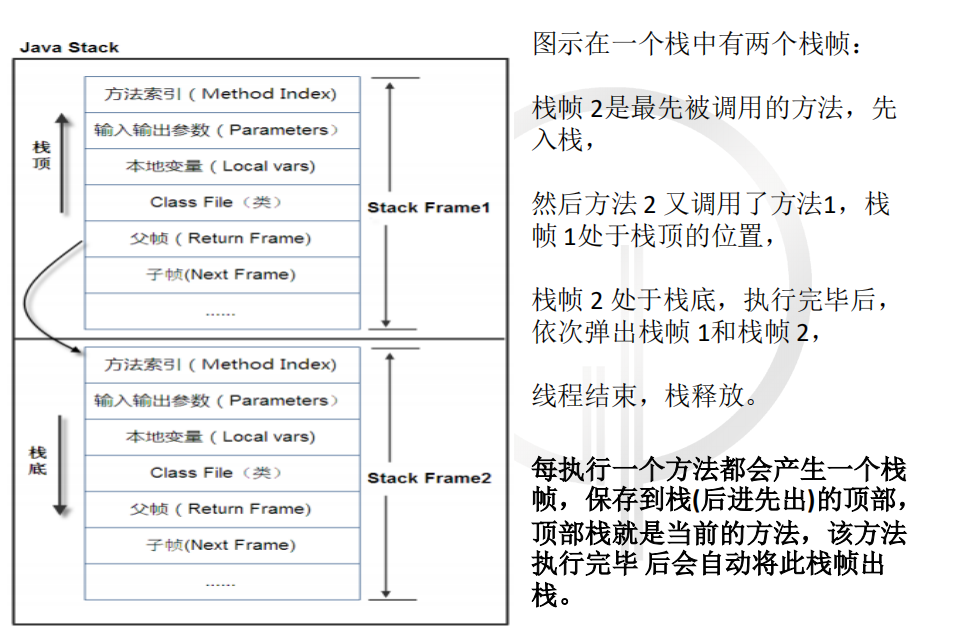 Java Stack
方法索引 ( Method Index)
输入输出参数 ( Parameters）
本地变量 ( Local vars)
Class File（类）
父帧 ( Return Frame)
子帧(Next Frame)
......
栈
顶
Stack Frame1
方法索引 ( Method Index)
输入输出参数 ( Parameters）
本地变量 ( Local vars)
Class File（类）
父帧 ( Return Frame)
子帧(Next Frame)
......
栈
底
Stack Frame2
图示在一个栈中有两个栈帧：
栈帧 2是最先被调用的方法，先
入栈，
然后方法 2 又调用了方法1，栈
帧 1处于栈顶的位置，
栈帧 2 处于栈底，执行完毕后，
依次弹出栈帧 1和栈帧 2，
线程结束，栈释放。
每执行一个方法都会产生一个栈
帧，保存到栈(后进先出)的顶部，
顶部栈就是当前的方法，该方法
执行完毕 后会自动将此栈帧出
栈。